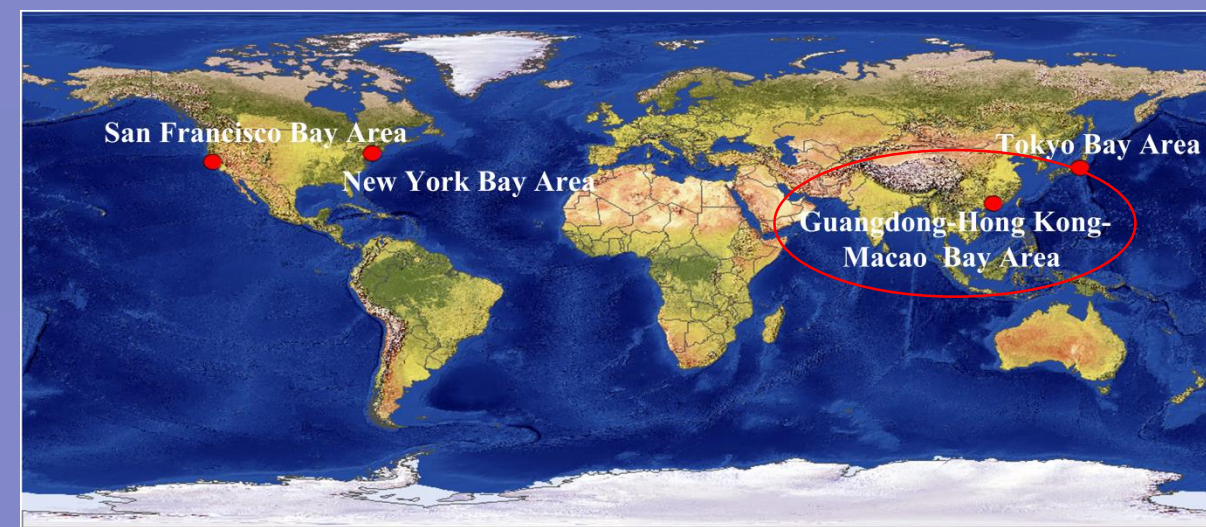 San Francisco Bay Area
New York Bay Area
Tokyo Bay Area
Guangdong-Hong Kong-
Macao Bay Area